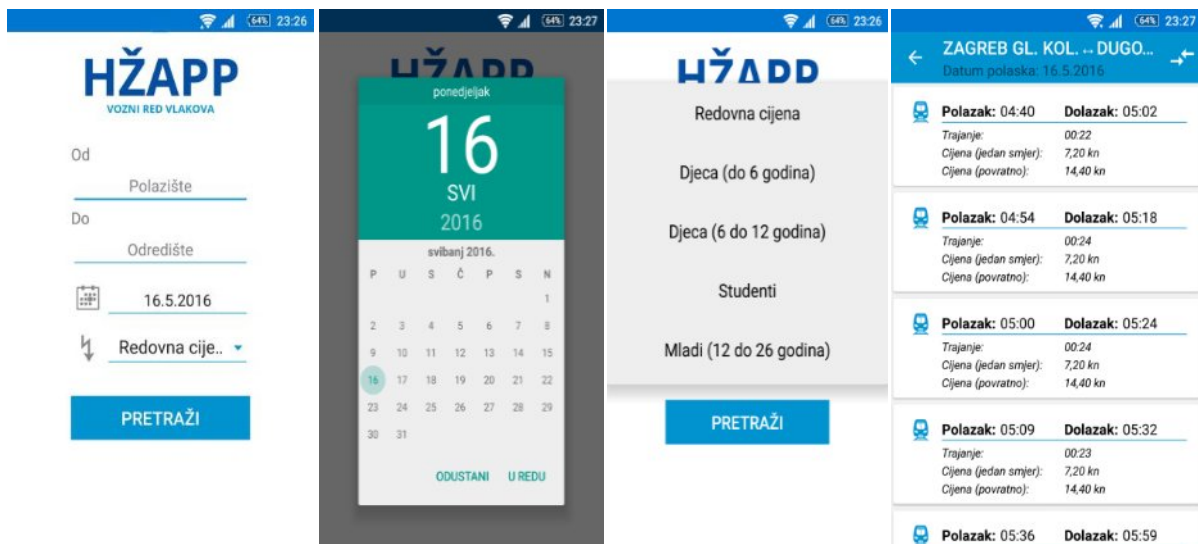 64% 23:26
HŽAPP
VOZNI RED VLAKOVA
Od
Polazište
Do
Odredište
16.5.2016
Redovna cije..
PRETRAŽI
64% 23:27
HŽAPP
ponedjeljak
16
SVI
2016
svibanj 2016.
P U S Č P S N
1
2 3 4 5 6 7 8
9 10 11 12 13 14 15
16 17 18 19 20 21 22
23 24 25 26 27 28 29
30 31
ODUSTANI U REDU
64% 23:26
HŽAPP
Redovna cijena
Djeca (do 6 godina)
Djeca (6 do 12 godina)
Studenti
Mladi (12 do 26 godina)
PRETRAŽI
64% 23:27
ZAGREB GL. KOL. ↔ DUGO...
Datum polaska: 16.5.2016
Polazak: 04:40 Dolazak: 05:02
Trajanje: 00:22
Cijena (jedan smjer): 7,20 kn
Cijena (povratno): 14,40 kn
Polazak: 04:54 Dolazak: 05:18
Trajanje: 00:24
Cijena (jedan smjer): 7,20 kn
Cijena (povratno): 14,40 kn
Polazak: 05:00 Dolazak: 05:24
Trajanje: 00:24
Cijena (jedan smjer): 7,20 kn
Cijena (povratno): 14,40 kn
Polazak: 05:09 Dolazak: 05:32
Trajanje: 00:23
Cijena (jedan smjer): 7,20 kn
Cijena (povratno): 14,40 kn
Polazak: 05:36 Dolazak: 05:59